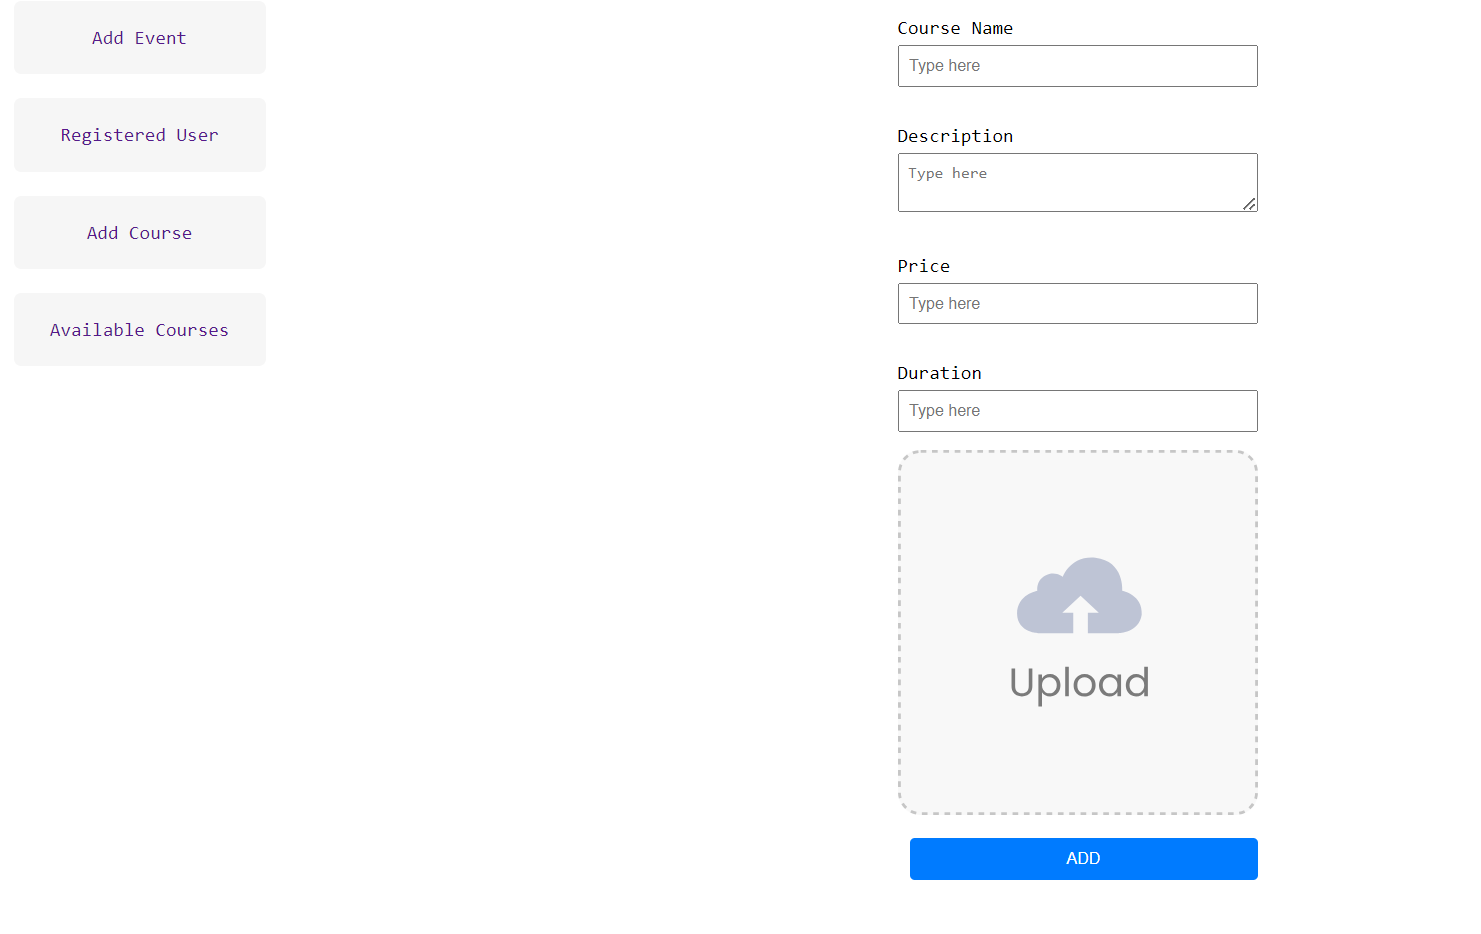 Add Event
Registered User
Add Course
Available Courses
Course Name
Type here
Description
Type here
Price
Type here
Duration
Type here
Upload
ADD